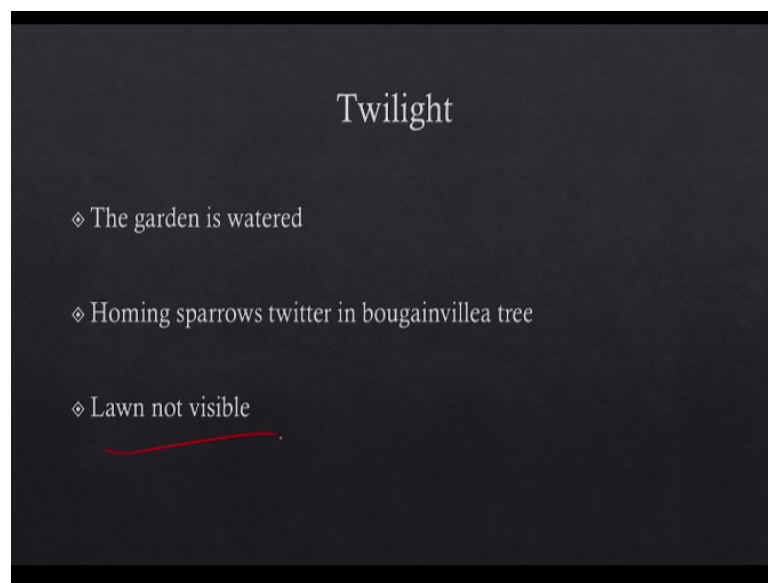 Twilight
The garden is watered
Homing sparrows twitter in bougainvillea tree
Lawn not visible